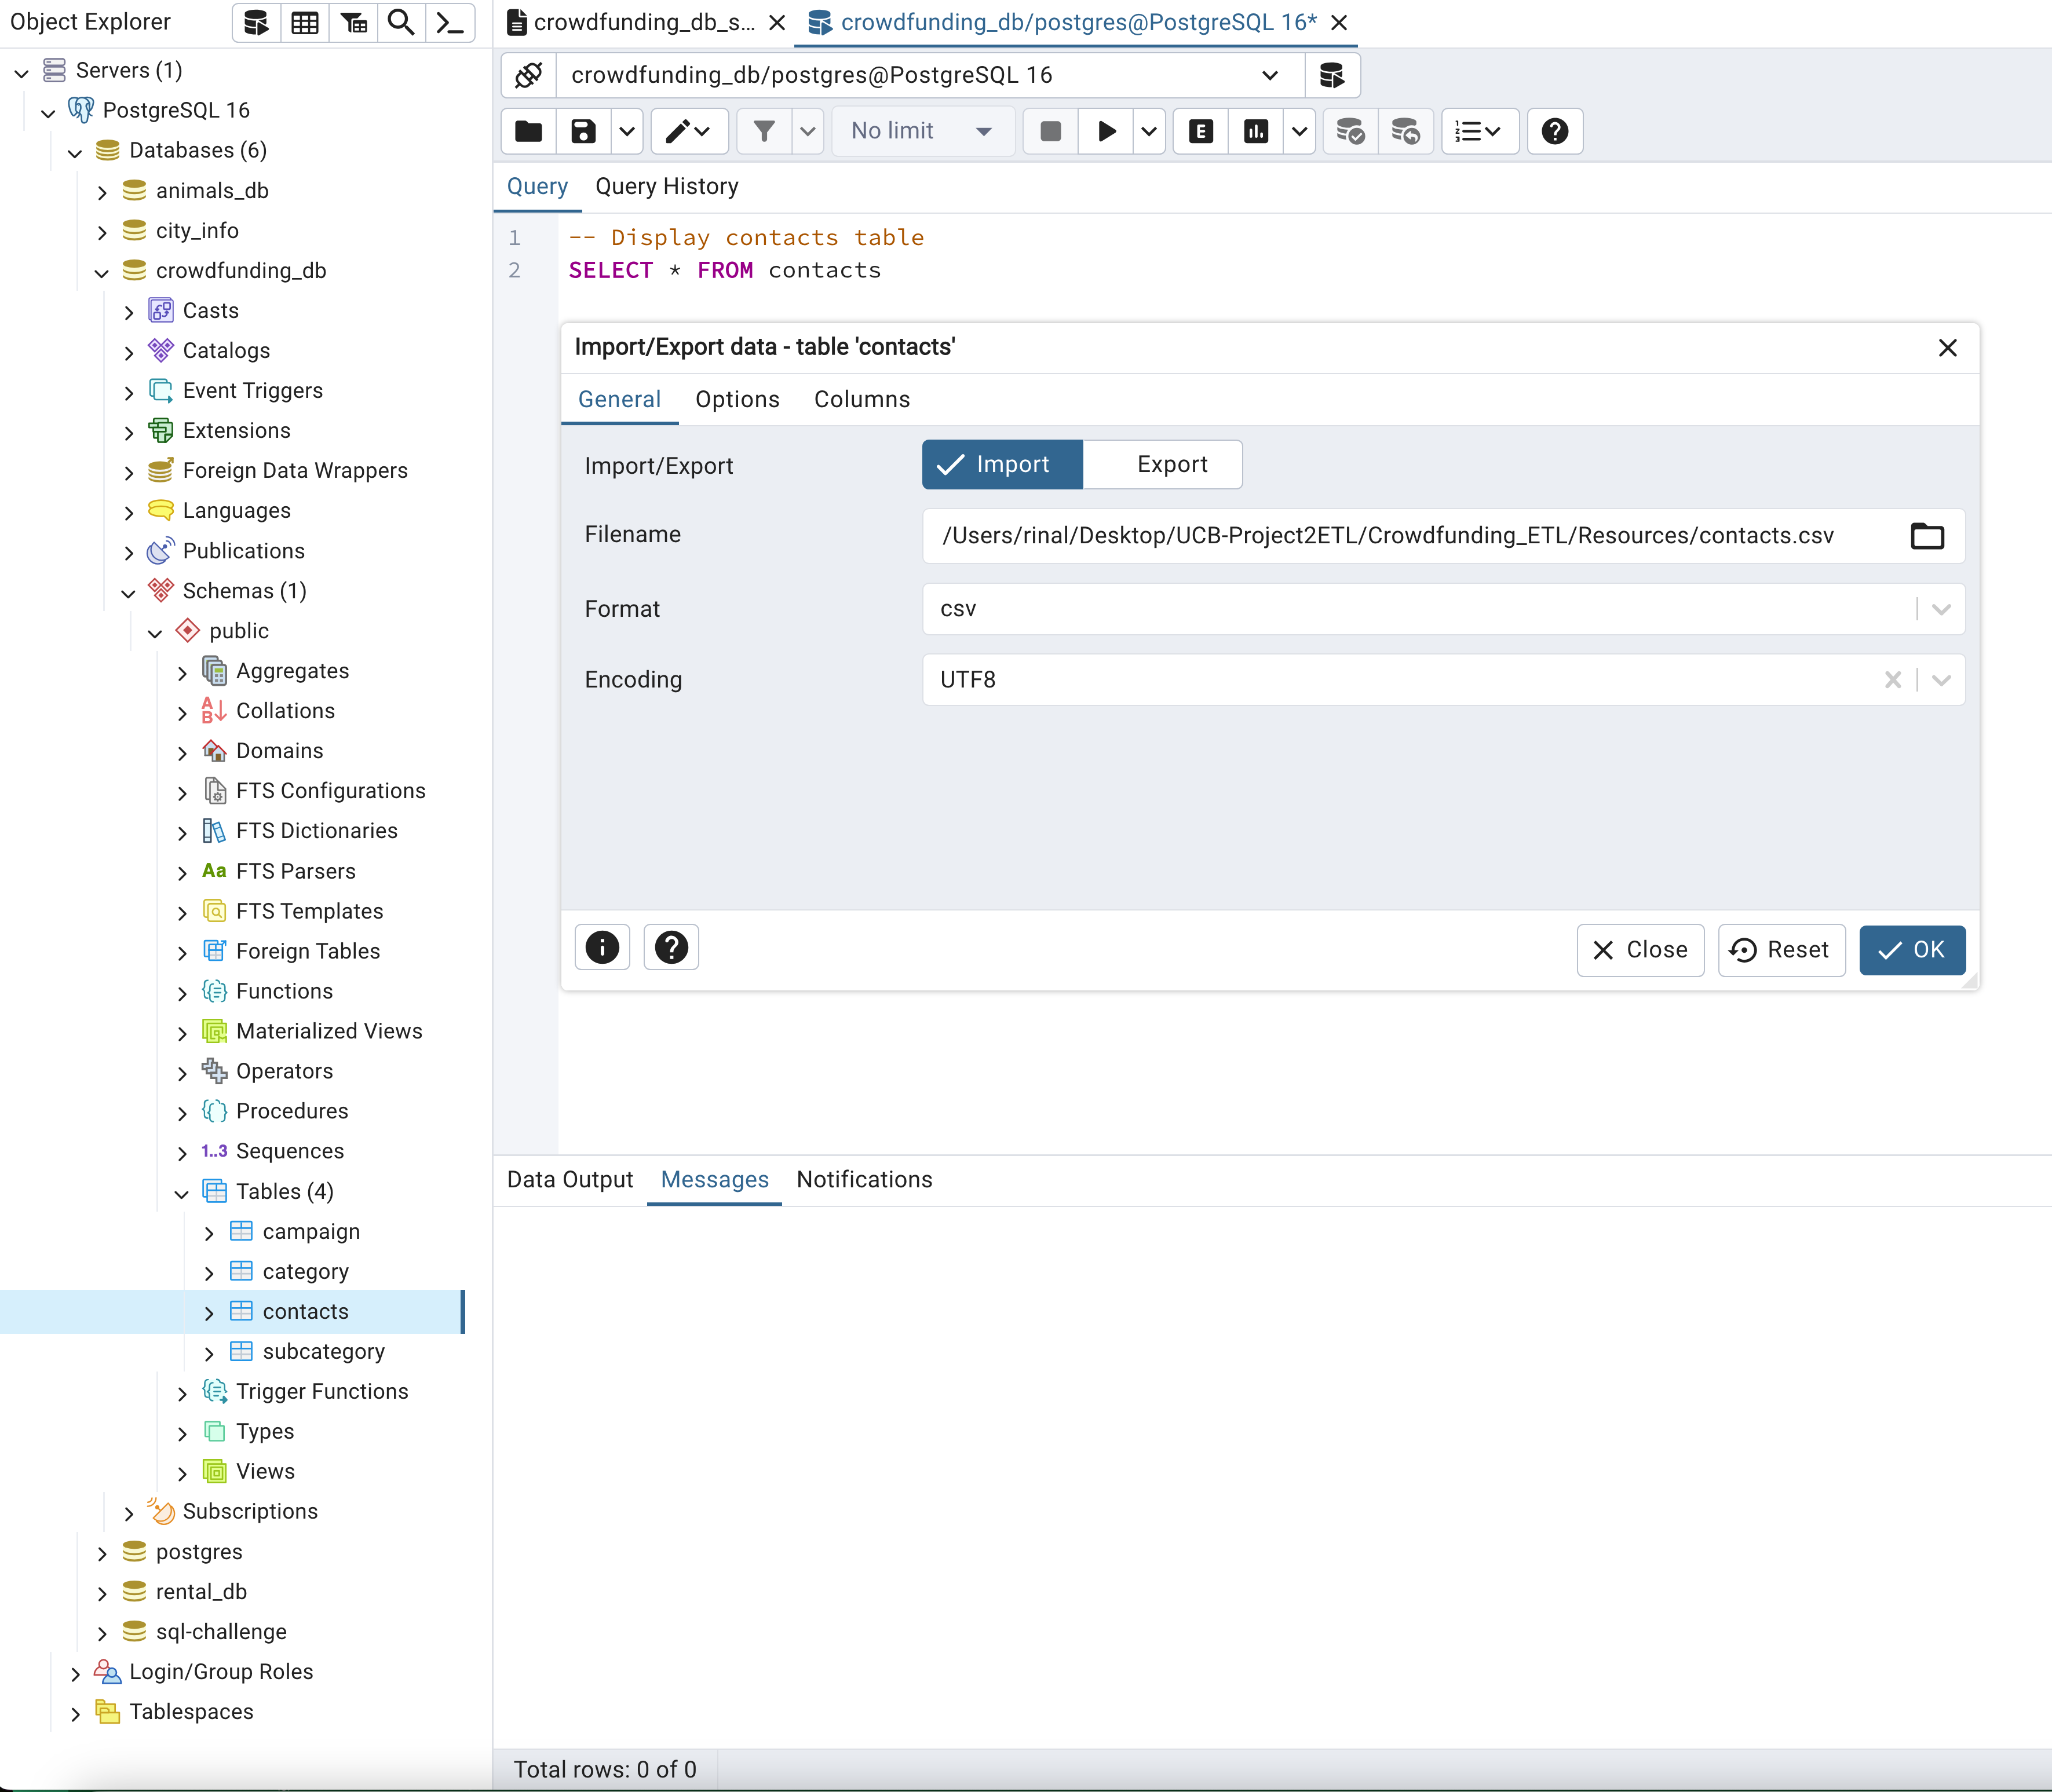 Object Explorer
Servers (1)
PostgreSQL 16
Databases (6)
animals_db
city_info
crowdfunding_db
Casts
Catalogs
Event Triggers
Extensions
Foreign Data Wrappers
Languages
Publications
Schemas (1)
public
Aggregates
Collations
Domains
FTS Configurations
FTS Dictionaries
Aa FTS Parsers
FTS Templates
Foreign Tables
Functions
Materialized Views
Operators
Procedures
1..3 Sequences
Tables (4)
campaign
category
contacts
subcategory
Trigger Functions
Types
Views
Subscriptions
postgres
rental_db
sql-challenge
Login/Group Roles
Tablespaces
crowdfunding_db_s...
crowdfunding_db/postgres@PostgreSQL 16*
crowdfunding_db/postgres@PostgreSQL 16
No limit
E
Query Query History
1 -- Display contacts table
2 SELECT * FROM contacts
Import/Export data - table 'contacts'
General Options Columns
Import/Export Import Export
Filename /Users/rinal/Desktop/UCB-Project2ETL/Crowdfunding_ETL/Resources/contacts.csv
Format csv
Encoding UTF8
Close Reset OK
Data Output Messages Notifications
Total rows: 0 of 0